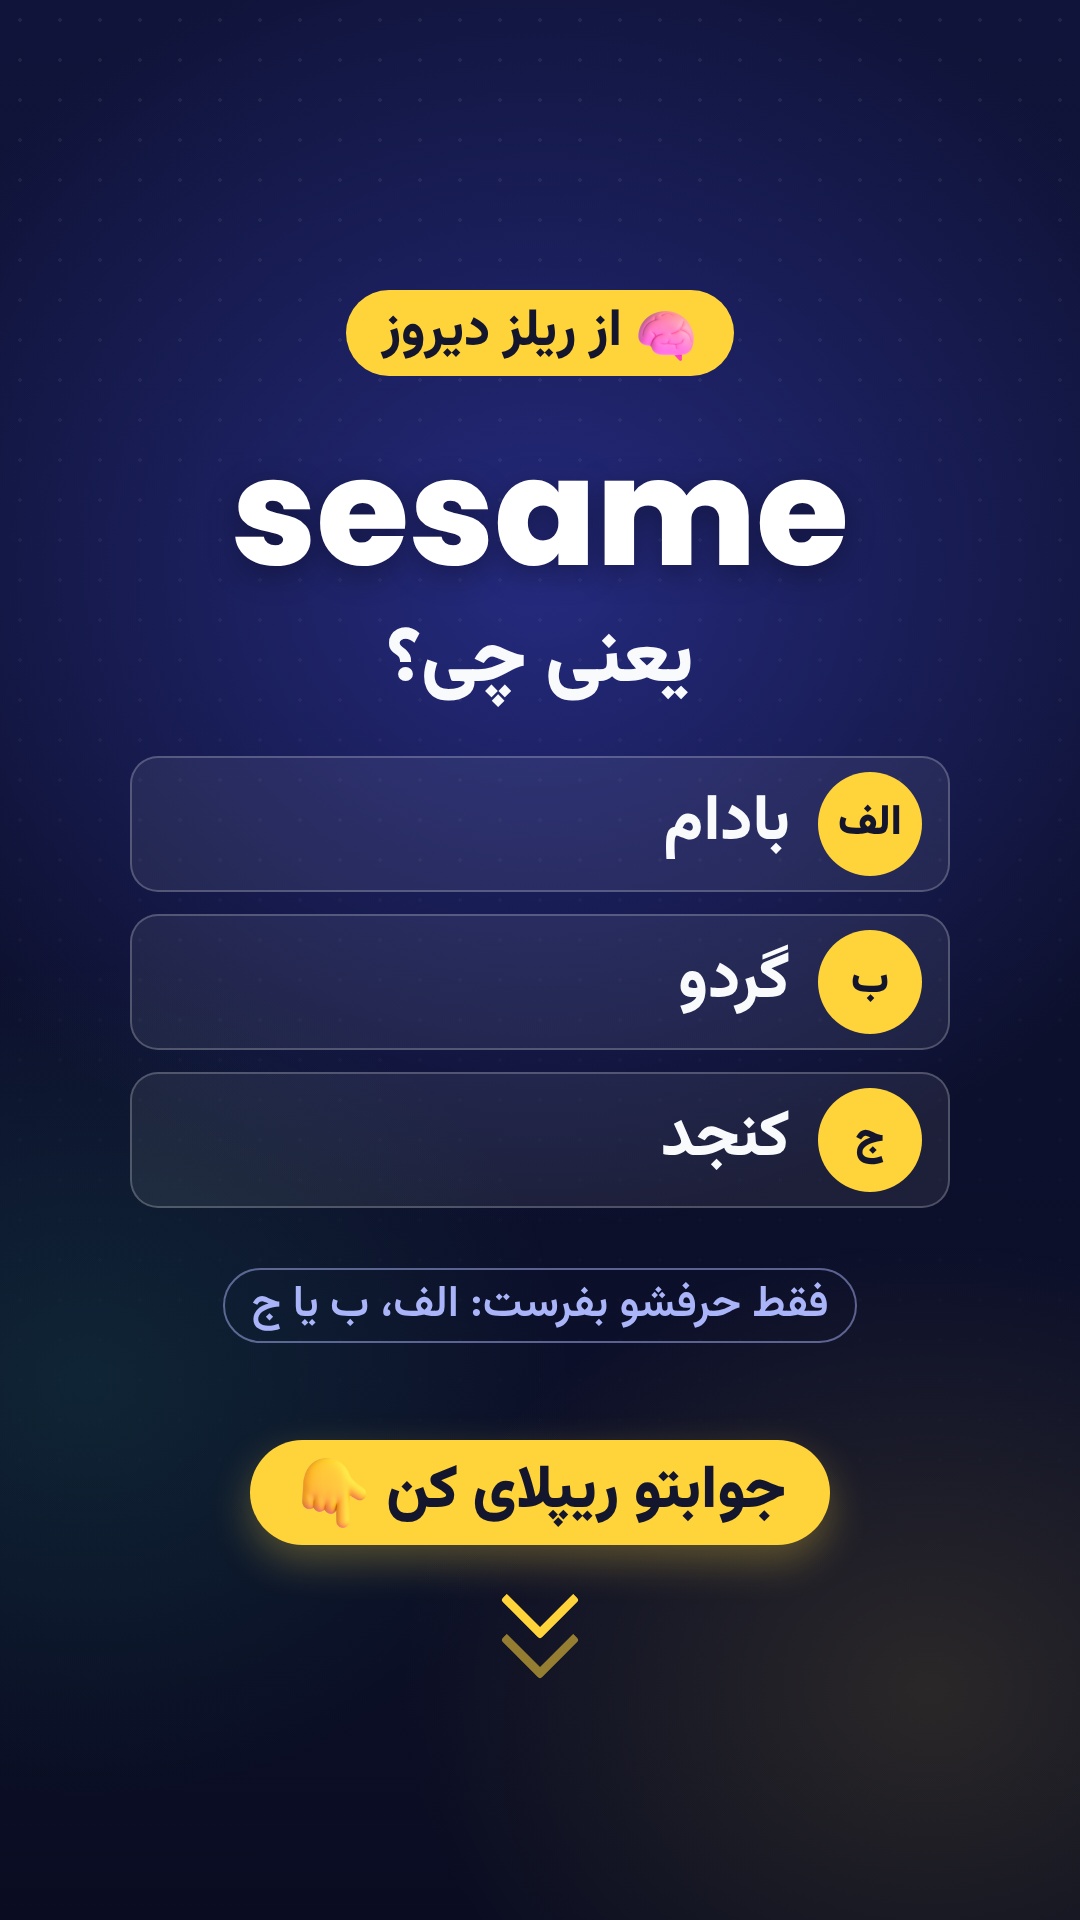 🧠 از ریلز دیروز
sesame
یعنی چی؟
الف بادام
ب گردو
ج کنجد
فقط حرفشو بفرست: الف، ب یا ج
جوابتو ریپلای کن 👇